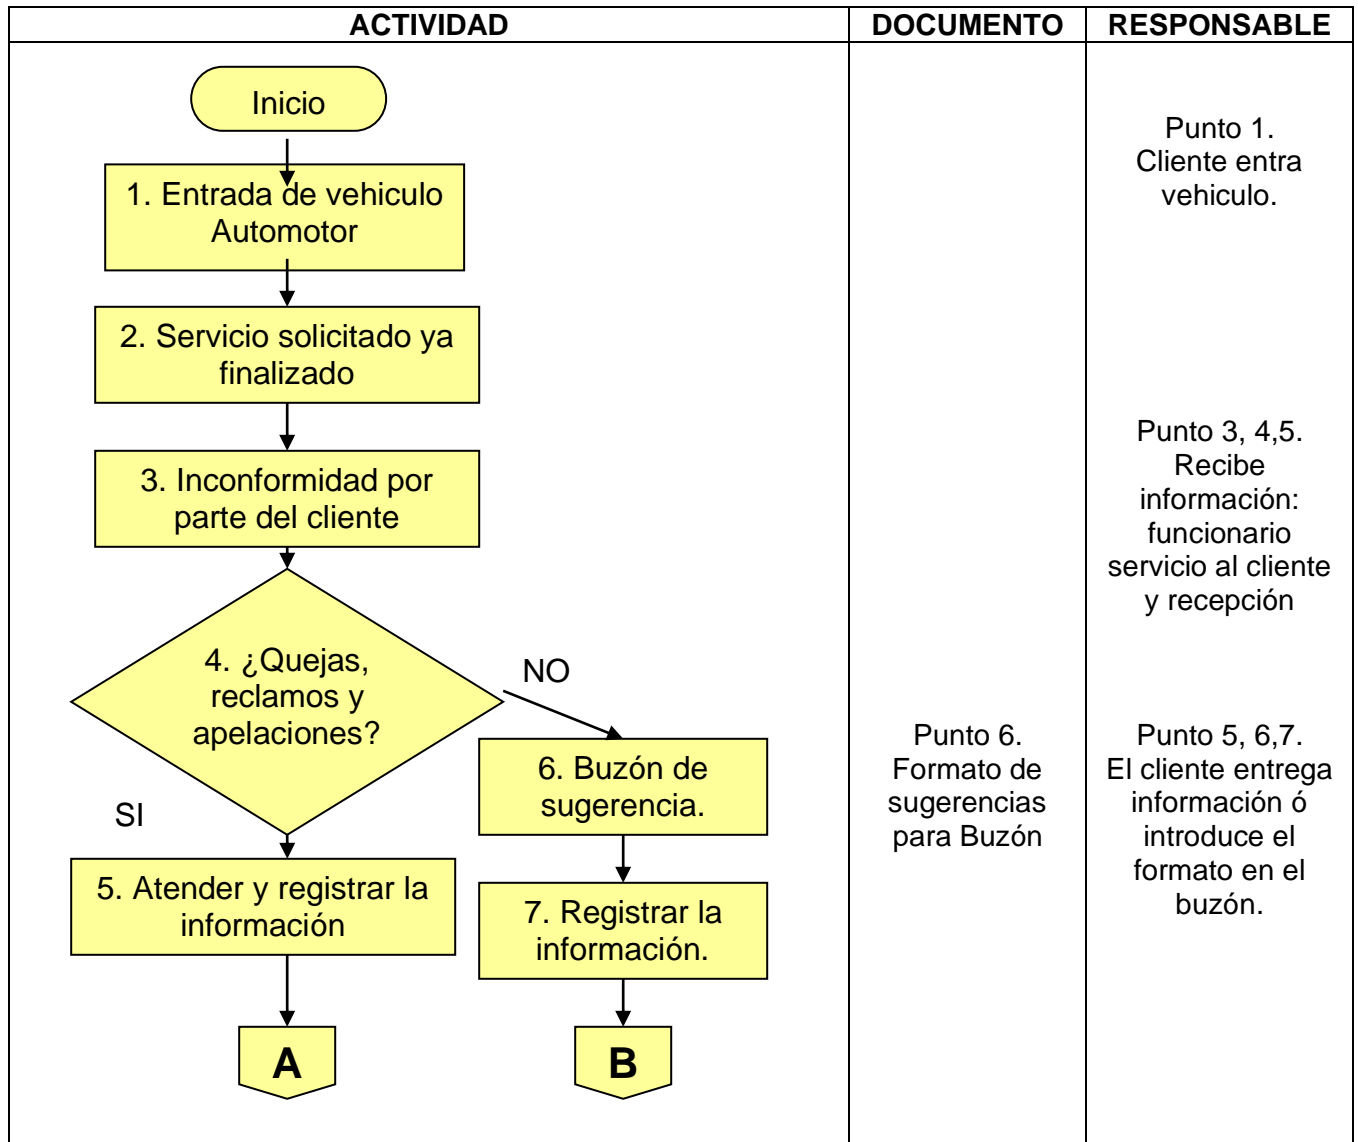 ACTIVIDAD
DOCUMENTO
RESPONSABLE
Inicio
1. Entrada de vehiculo
Automotor
2. Servicio solicitado ya
finalizado
3. Inconformidad por
parte del cliente
4. ¿Quejas,
reclamos y
apelaciones?
NO
SI
6. Buzón de
sugerencia.
5. Atender y registrar la
información
7. Registrar la
información.
A
B
Punto 6.
Formato de
sugerencias
para Buzón
Punto 1.
Cliente entra
vehiculo.
Punto 3, 4,5.
Recibe
información:
funcionario
servicio al cliente
y recepción
Punto 5, 6,7.
El cliente entrega
información ó
introduce el
formato en el
buzón.